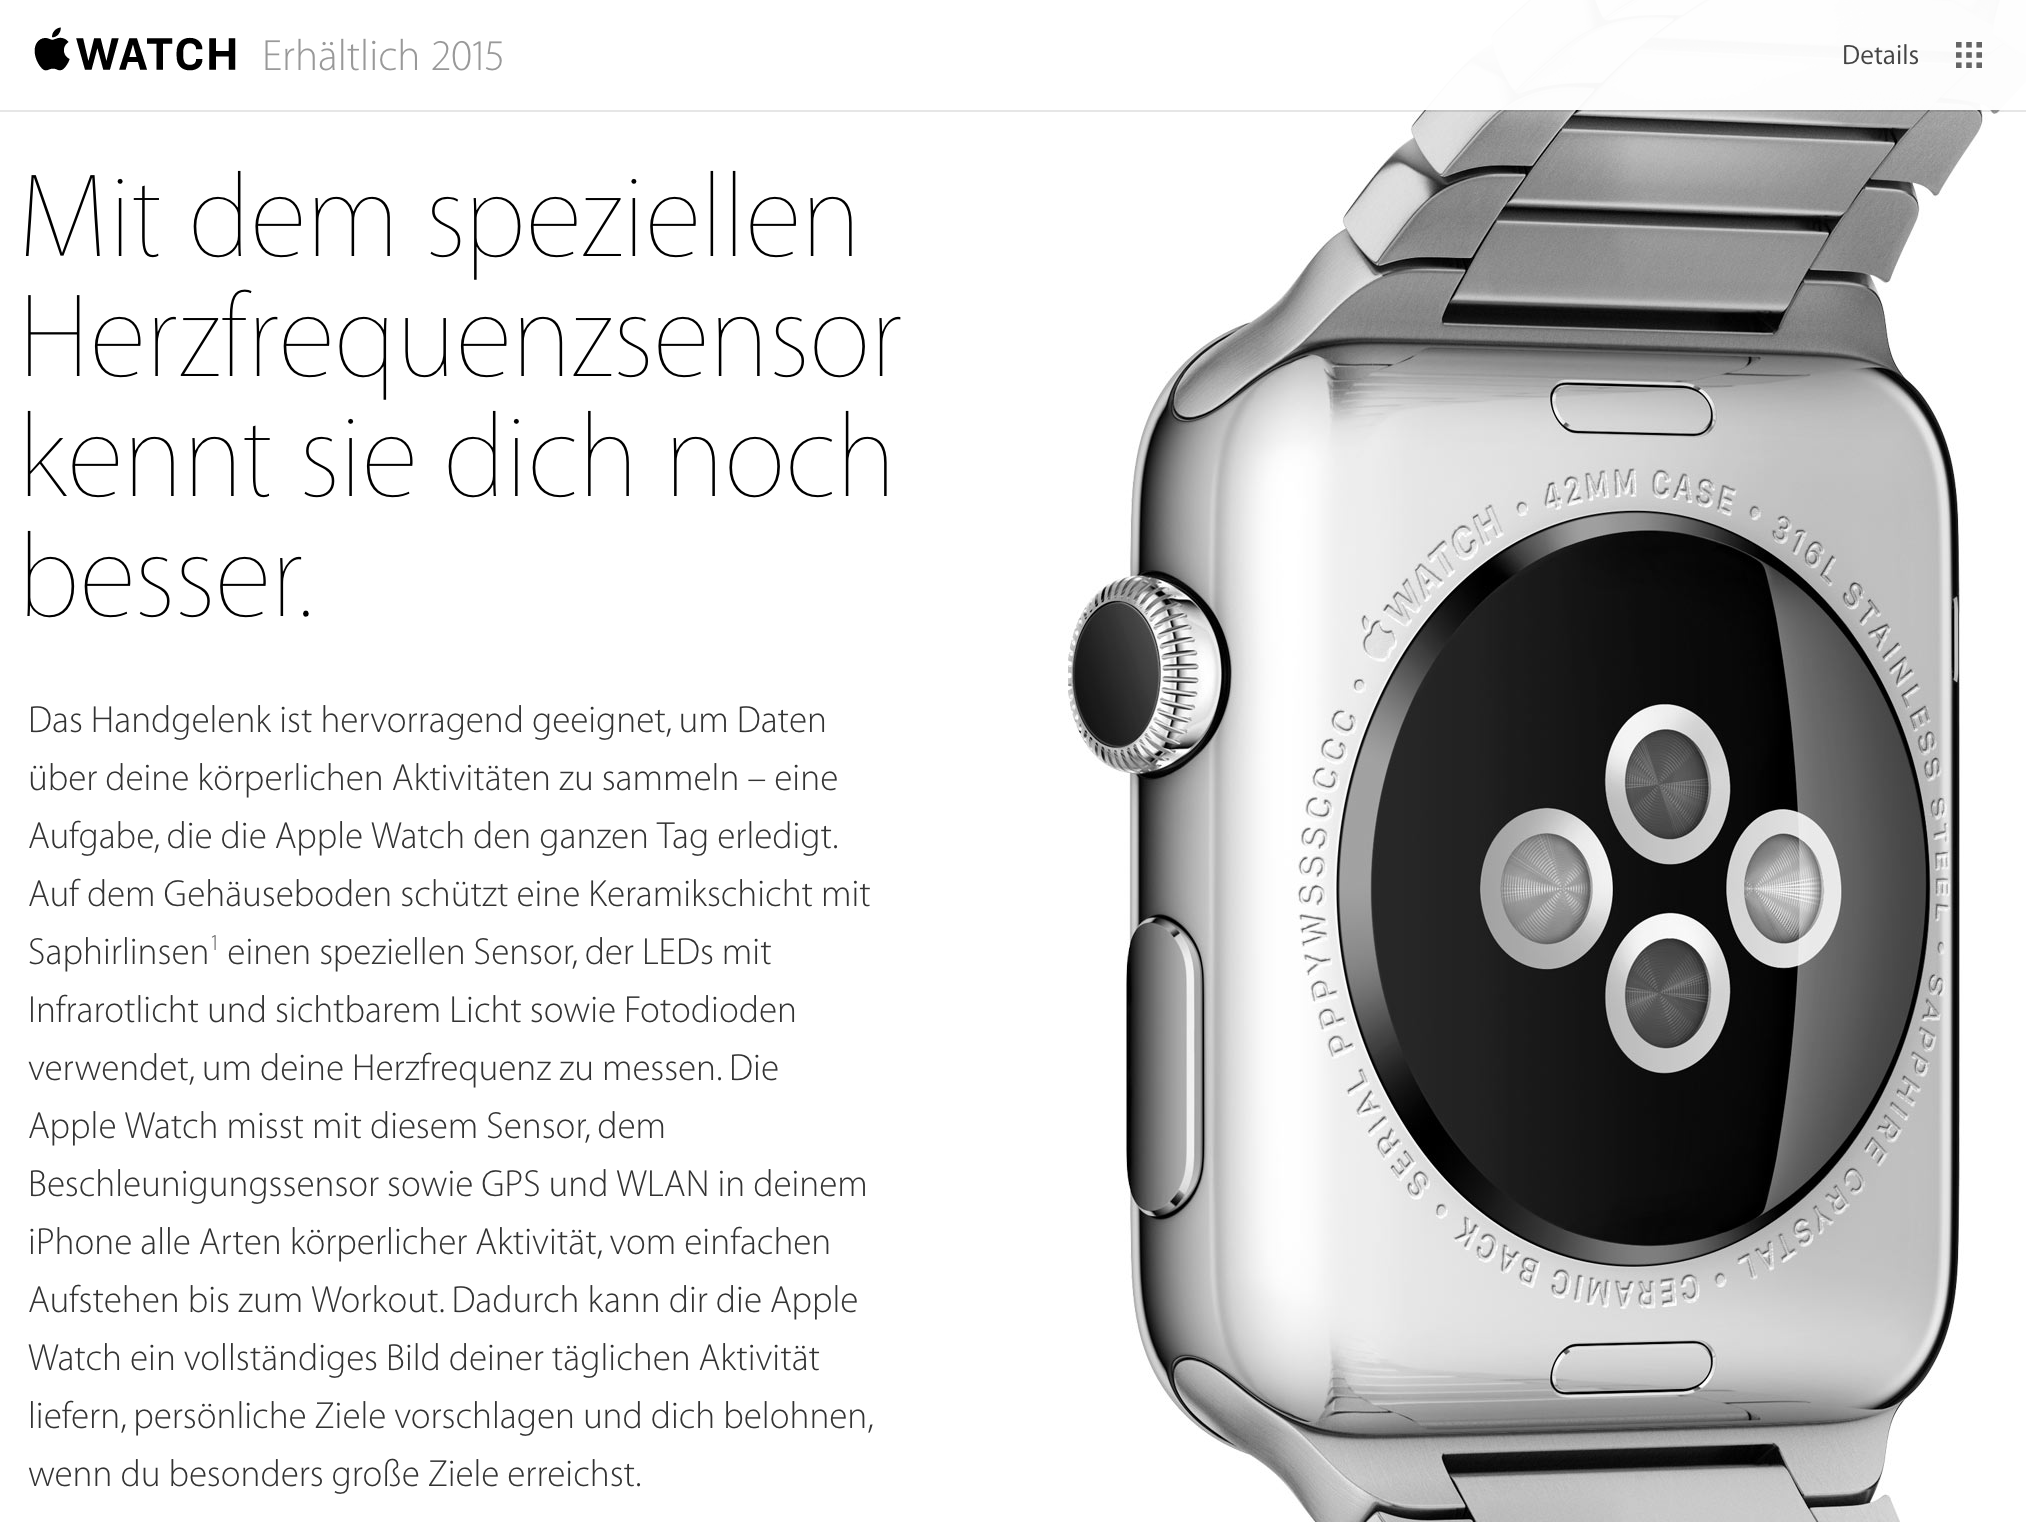 WATCH Erhältlich 2015
Details
Mit dem speziellen
Herzfrequenzsensor
kennt sie dich noch
besser.
Das Handgelenk ist hervorragend geeignet, um Daten
über deine körperlichen Aktivitäten zu sammeln – eine
Aufgabe, die die Apple Watch den ganzen Tag erledigt.
Auf dem Gehäuseboden schützt eine Keramikschicht mit
Saphirlinsen¹ einen speziellen Sensor, der LEDs mit
Infrarotlicht und sichtbarem Licht sowie Fotodioden
verwendet, um deine Herzfrequenz zu messen. Die
Apple Watch misst mit diesem Sensor, dem
Beschleunigungssensor sowie GPS und WLAN in deinem
iPhone alle Arten körperlicher Aktivität, vom einfachen
Aufstehen bis zum Workout. Dadurch kann dir die Apple
Watch ein vollständiges Bild deiner täglichen Aktivität
liefern, persönliche Ziele vorschlagen und dich belohnen,
wenn du besonders große Ziele erreichst.
WATCH • 42MM CASE • 316L STAINLESS STEEL • SAPPHIRE CRYSTAL • CERAMIC BACK • SERIAL PPPYWSSSCCCC •